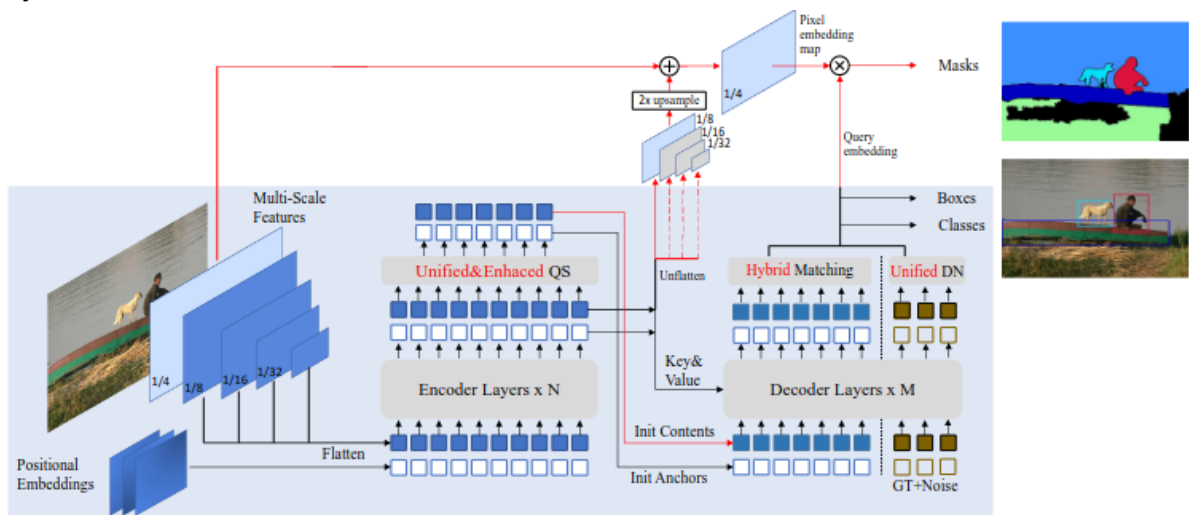 Pixel
embedding
map
Masks
1/4
2x upsample
1/8
1/16
1/32
Query
embedding
Multi-Scale
Features
Boxes
Classes
Unified&Enhaced QS
Unflatten
Hybrid Matching
Unified DN
1/4
1/8
1/16
1/32
Encoder Layers x N
Key&
Value
Decoder Layers x M
Init Contents
Flatten
Positional
Embeddings
Init Anchors
GT+Noise